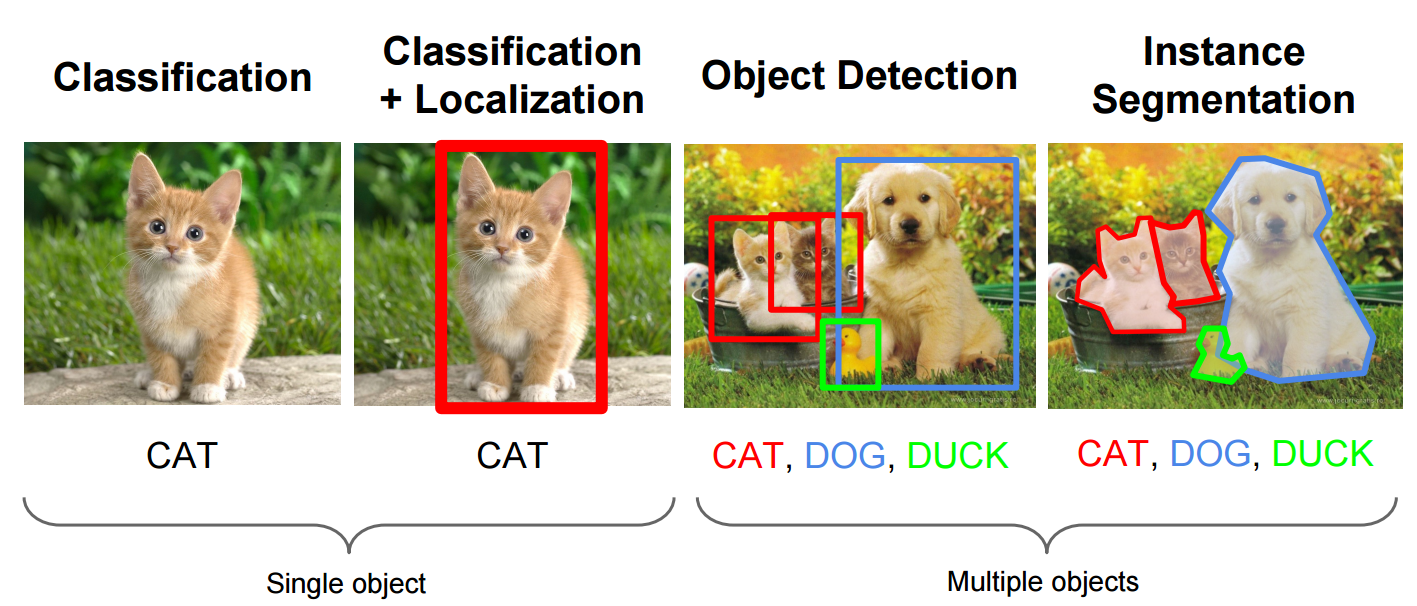 Classification
Classification
+ Localization
Object Detection
Instance
Segmentation
CAT
CAT
CAT, DOG, DUCK
CAT, DOG, DUCK
Single object
Multiple objects